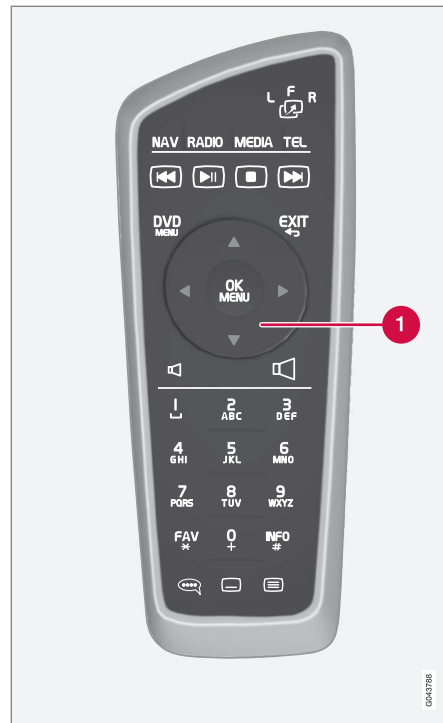 L F R
NAV RADIO MEDIA TEL
DVD
MENU
EXIT
OK
MENU
1
1 2 3
ABC DEF
4 5 6
GHI JKL MNO
7 8 9
PQRS TUV WXYZ
FAV 0 INFO
* + #
G043788